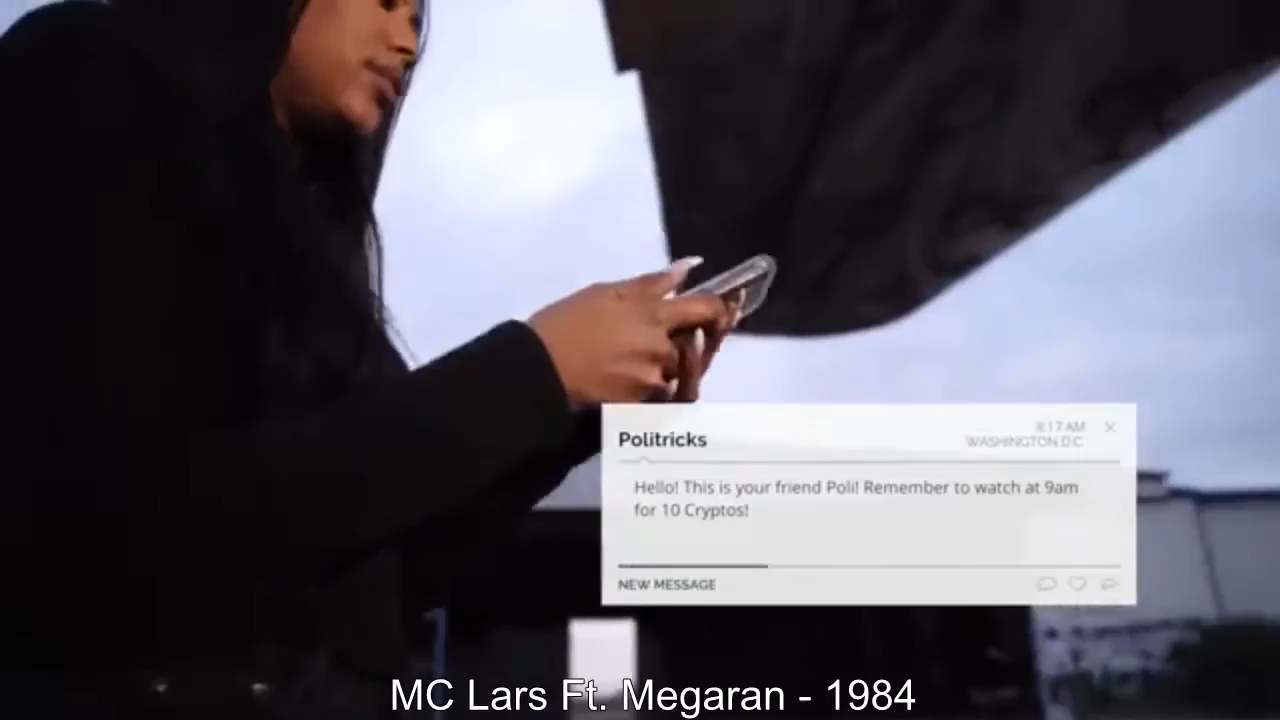 Politricks
8:17 AM
WASHINGTON D.C
Hello! This is your friend Poli! Remember to watch at 9am
for 10 Cryptos!
NEW MESSAGE
MC Lars Ft. Megaran - 1984